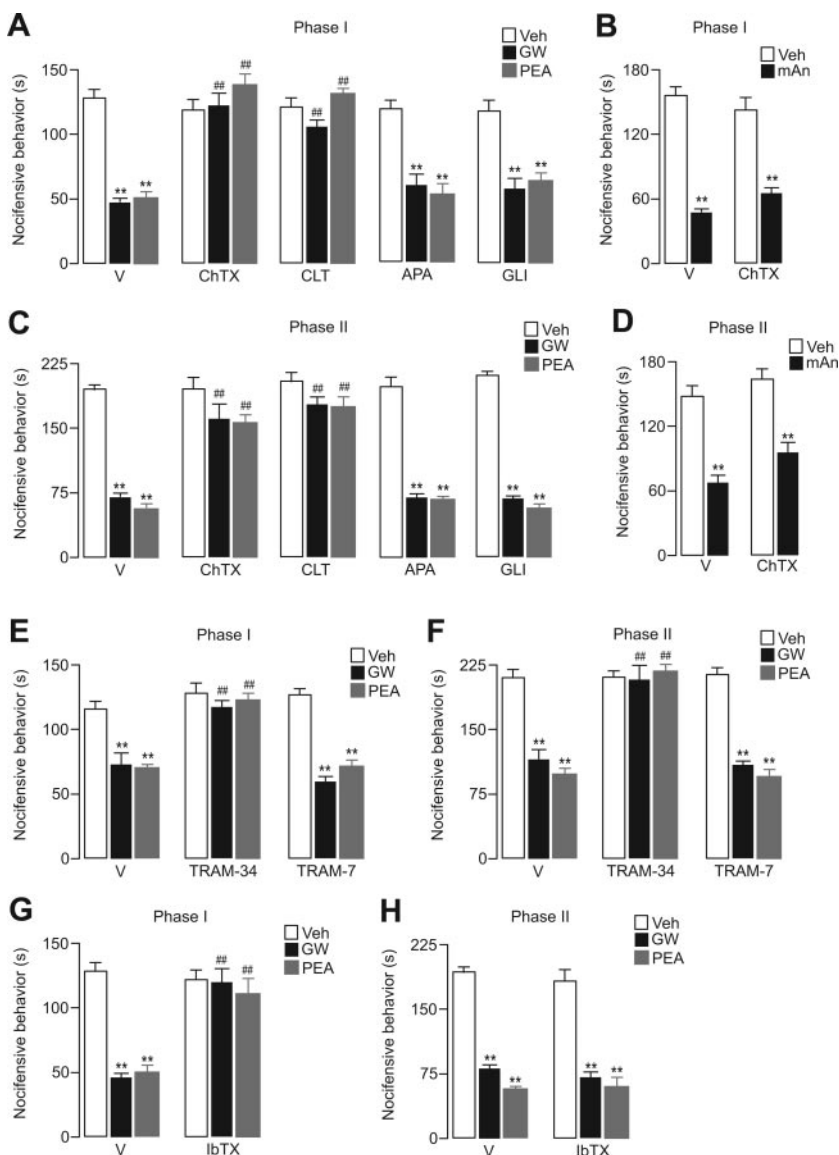 A
Phase I
Veh
GW
PEA
Nocifensive behavior (s)
150
100
50
0
**
**
##
##
##
##
**
**
**
**
V
ChTX
CLT
APA
GLI
B
Phase I
Veh
mAn
Nocifensive behavior (s)
180
120
60
0
**
**
V
ChTX
C
Phase II
Veh
GW
PEA
Nocifensive behavior (s)
225
150
75
0
**
**
##
##
##
##
**
**
**
**
V
ChTX
CLT
APA
GLI
D
Phase II
Veh
mAn
Nocifensive behavior (s)
180
120
60
0
**
**
V
ChTX
E
Phase I
Veh
GW
PEA
Nocifensive behavior (s)
150
100
50
0
**
**
##
##
**
**
V
TRAM-34
TRAM-7
F
Phase II
Veh
GW
PEA
Nocifensive behavior (s)
225
150
75
0
**
**
##
##
**
**
V
TRAM-34
TRAM-7
G
Phase I
Veh
GW
PEA
Nocifensive behavior (s)
150
100
50
0
**
**
##
##
V
IbTX
H
Phase II
Veh
GW
PEA
Nocifensive behavior (s)
225
150
75
0
**
**
**
**
V
IbTX